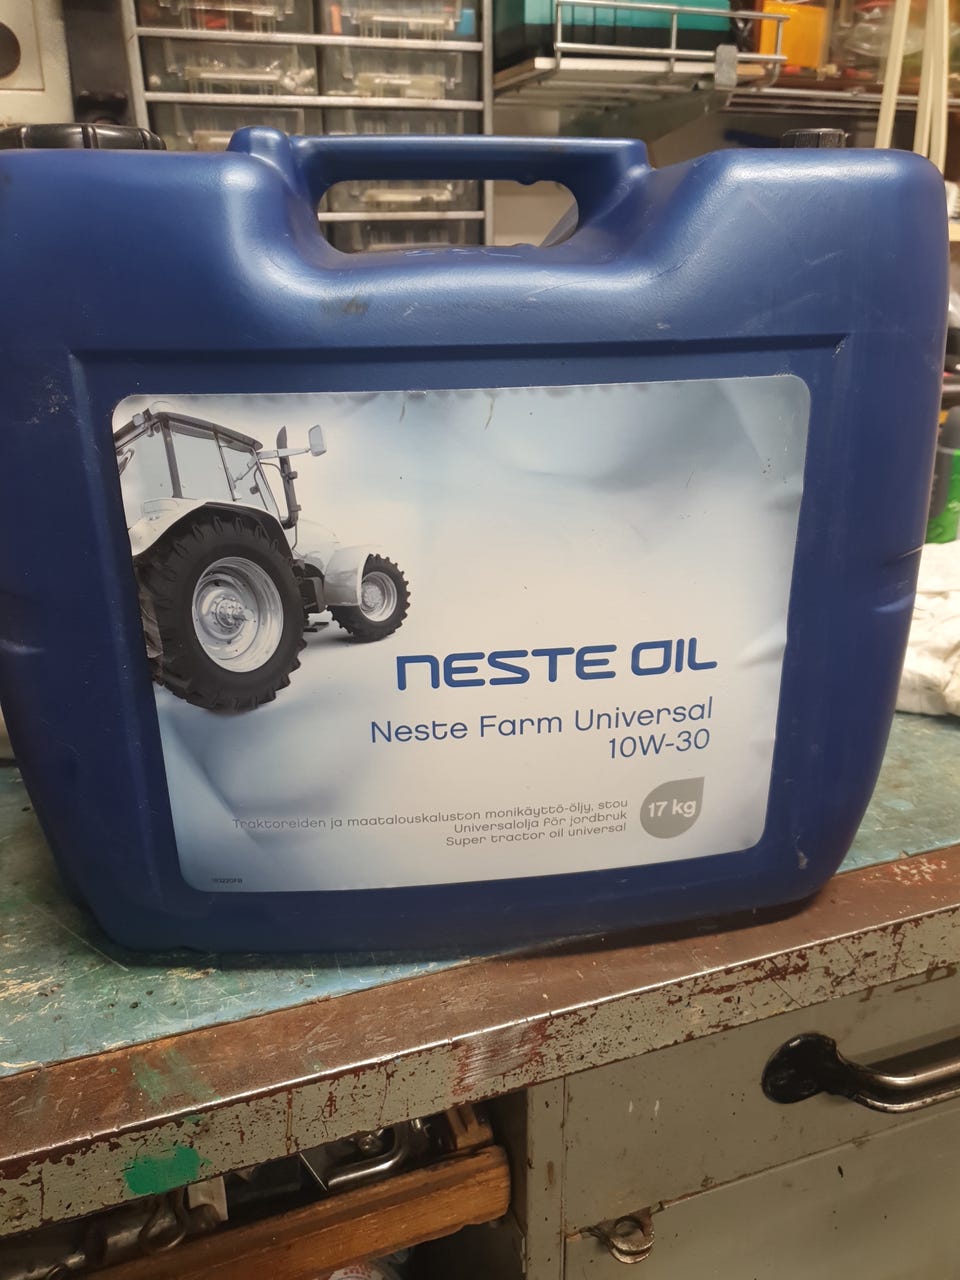 NESTE OIL
Neste Farm Universal
10W-30
Traktoreiden ja maatalouskaluston monikäyttö-öljy, stou
Universalolja för jordbruk
Super tractor oil universal
17 kg